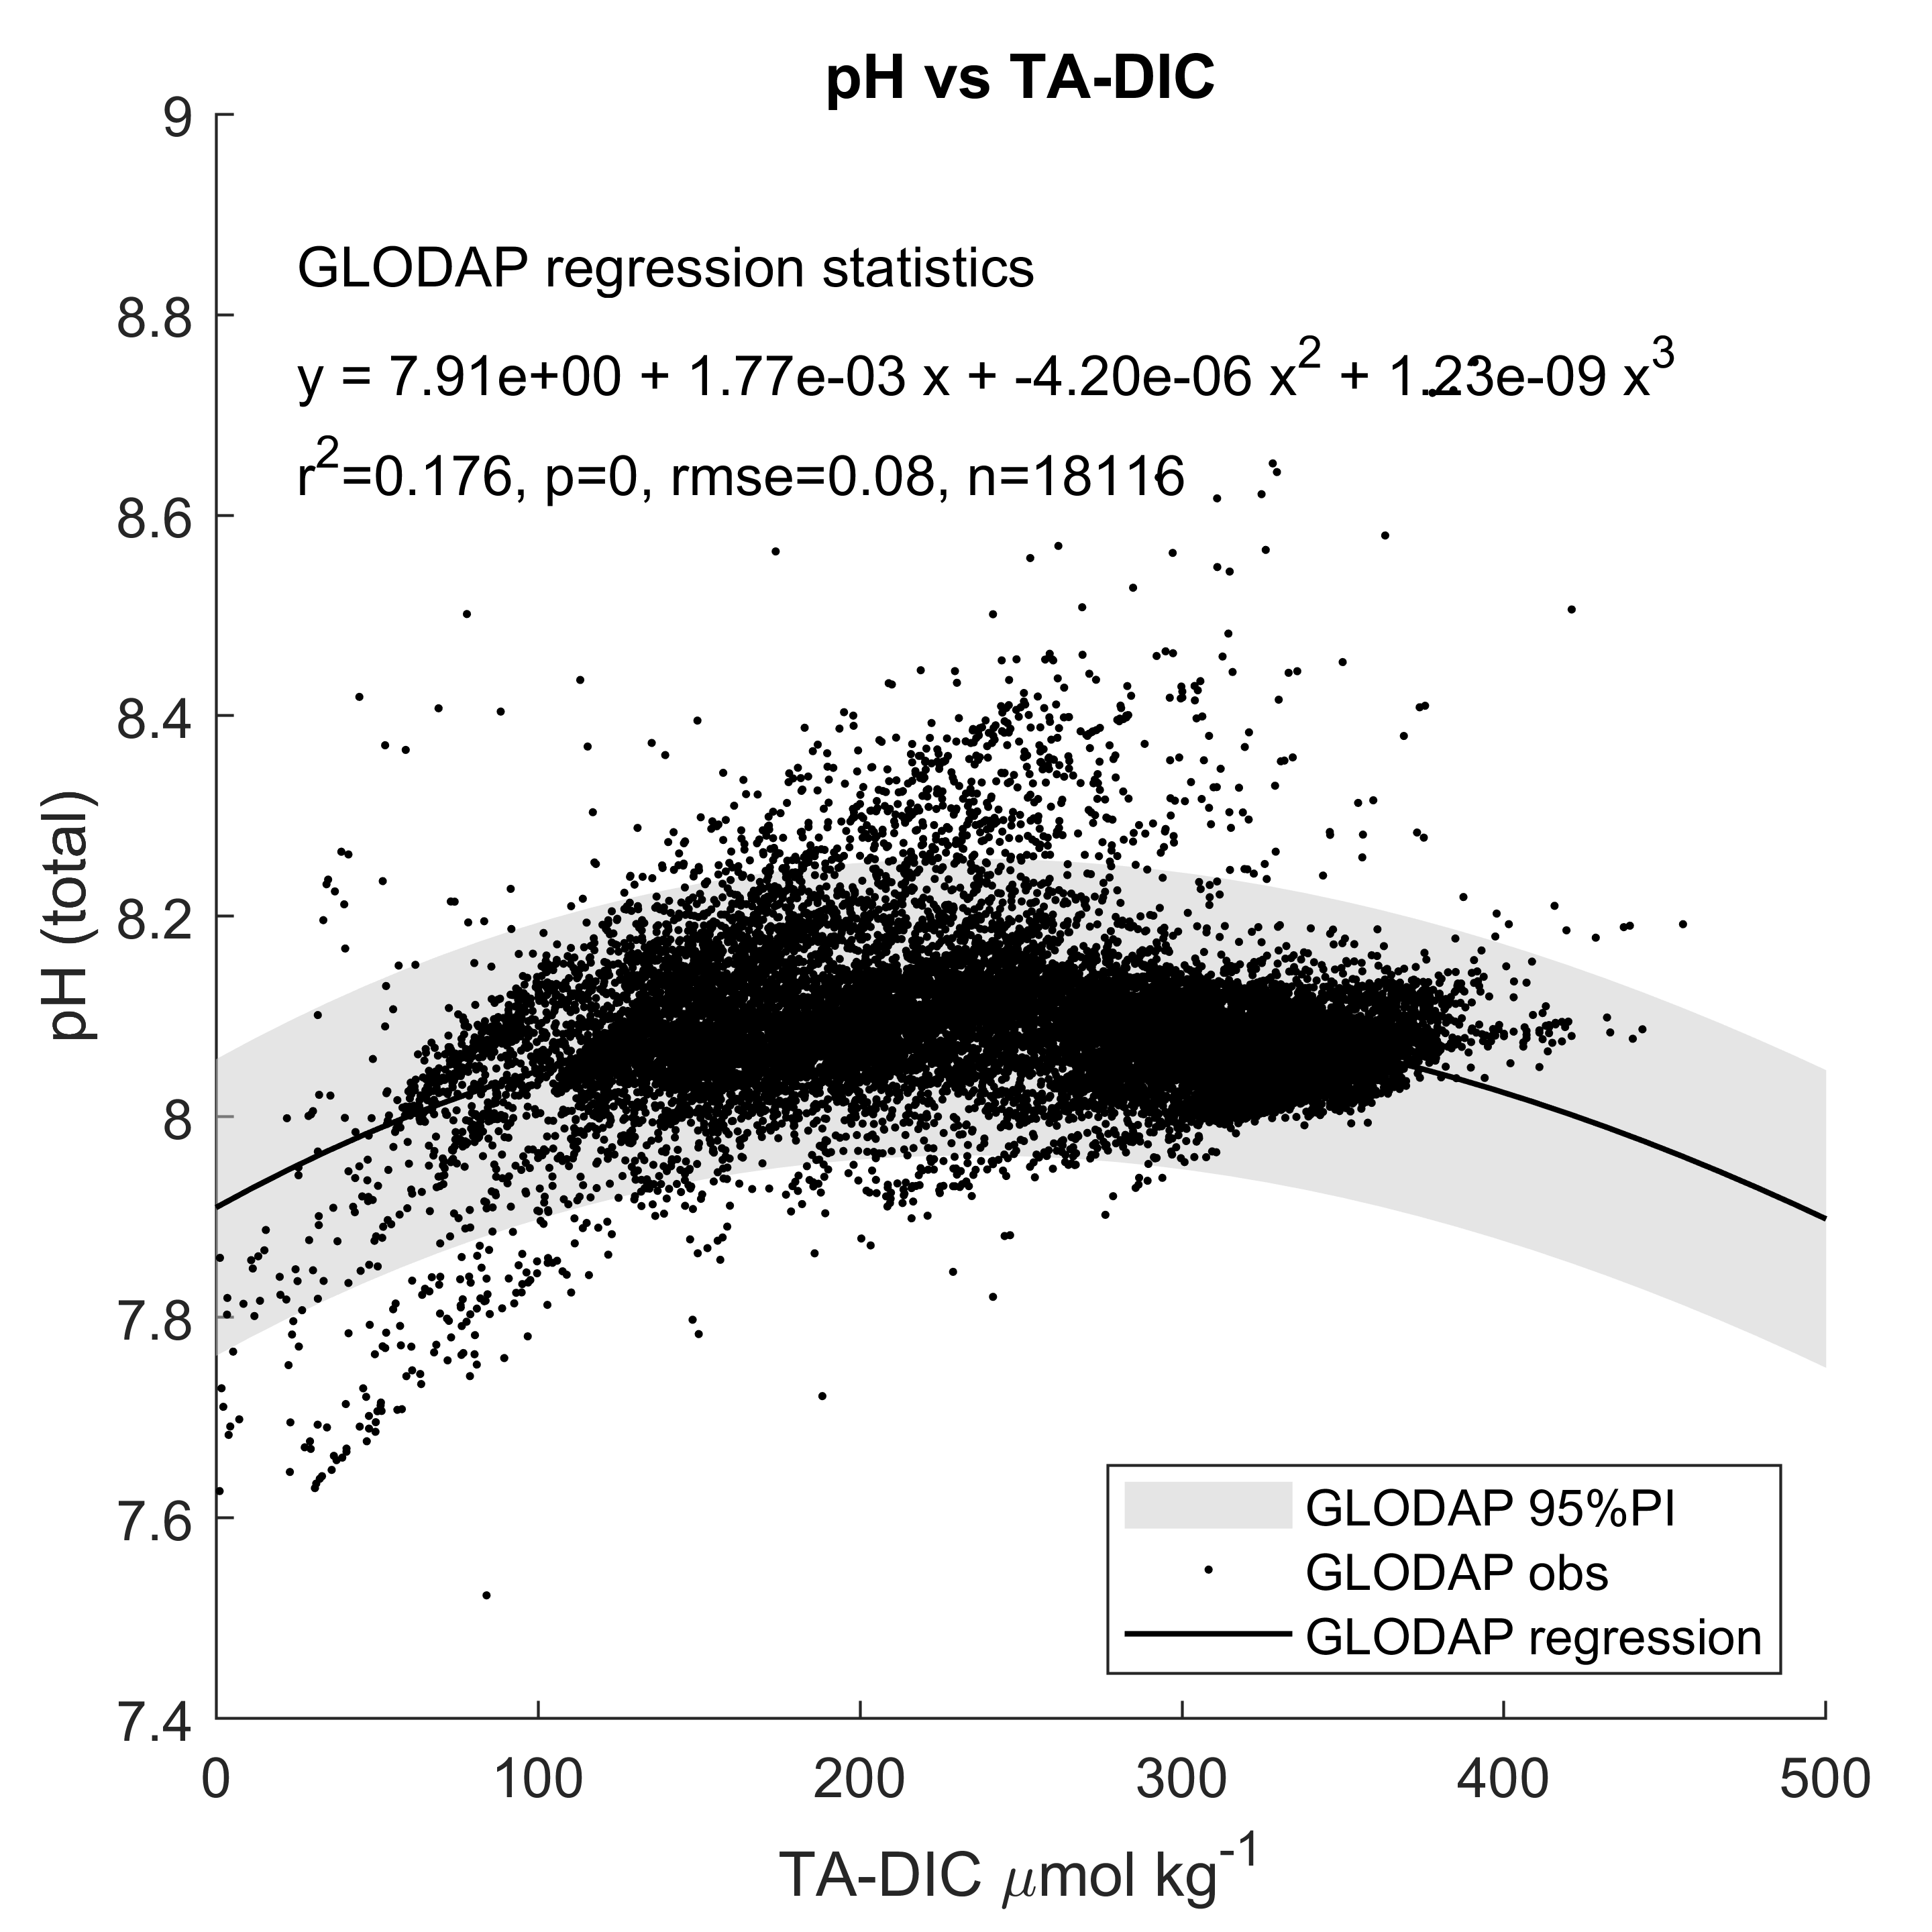 pH vs TA-DIC
9
GLODAP regression statistics
8.8
y = 7.91e+00 + 1.77e-03 x + -4.20e-06 x² + 1.23e-09 x³
r²=0.176, p=0, rmse=0.08, n=18116
8.6
8.4
8.2
pH (total)
8
7.8
7.6
7.4
GLODAP 95%PI
GLODAP obs
GLODAP regression
0 100 200 300 400 500
TA-DIC μmol kg⁻¹